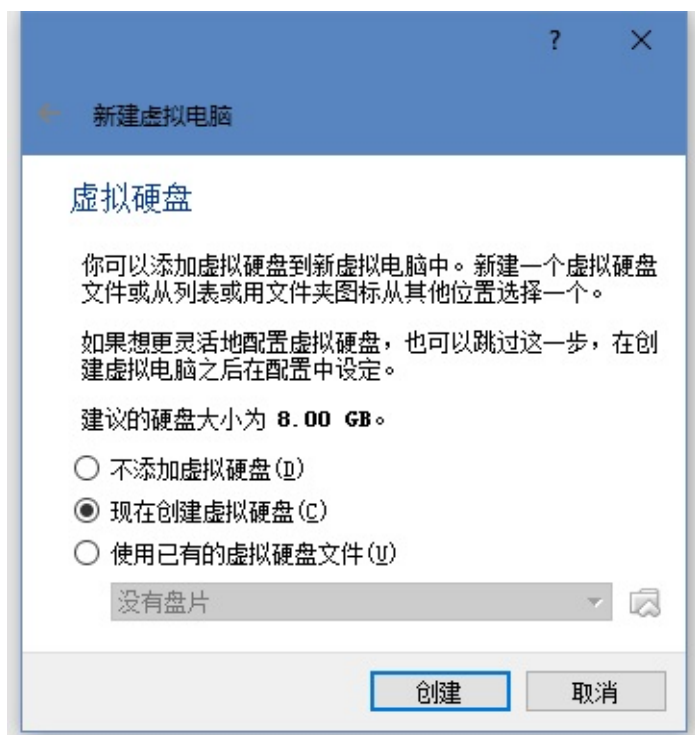 ?
新建虚拟电脑
虚拟硬盘
你可以添加虚拟硬盘到新虚拟电脑中。新建一个虚拟硬盘
文件或从列表或用文件夹图标从其他位置选择一个。
如果想更灵活地配置虚拟硬盘，也可以跳过这一步，在创
建虚拟电脑之后在配置中设定。
建议的硬盘大小为 8.00 GB。
不添加虚拟硬盘(D)
现在创建虚拟硬盘(C)
使用已有的虚拟硬盘文件(U)
没有盘片
创建 取消